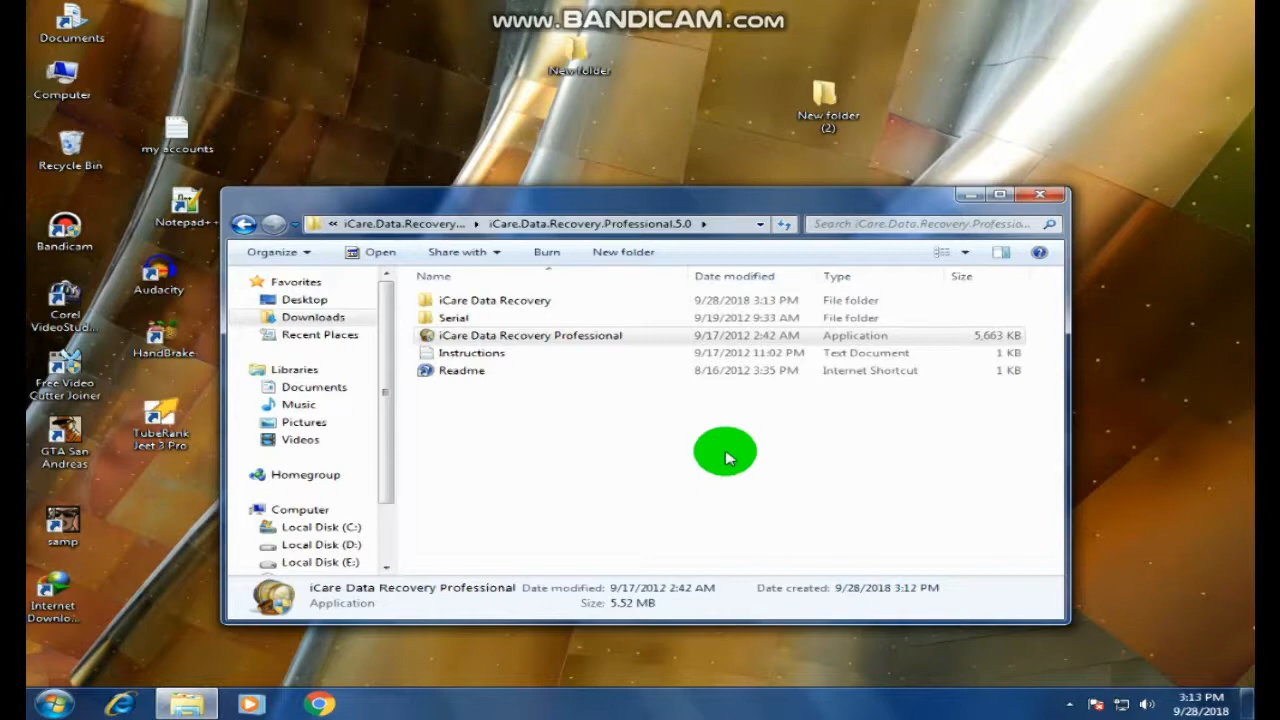 www.BANDICAM.com
Documents
New folder
Computer
New folder
(2)
my accounts
Recycle Bin
Notepad++
Bandicam
Audacity
Corel
VideoStud...
HandBrake
Free Video
Cutter Joiner
TubeRank
Jeet 3 Pro
GTA San
Andreas
samp
Internet
Downlo...
« iCare.Data.Recovery... ▸ iCare.Data.Recovery.Professional.5.0 ▸
Search iCare.Data.Recovery.Professio...
Organize Open Share with Burn New folder
Name Date modified Type Size
iCare Data Recovery 9/28/2018 3:13 PM File folder
Serial 9/19/2012 9:33 AM File folder
iCare Data Recovery Professional 9/17/2012 2:42 AM Application 5,663 KB
Instructions 9/17/2012 11:02 PM Text Document 1 KB
Readme 8/16/2012 3:35 PM Internet Shortcut 1 KB
Favorites
Desktop
Downloads
Recent Places
Libraries
Documents
Music
Pictures
Videos
Homegroup
Computer
Local Disk (C:)
Local Disk (D:)
Local Disk (E:)
iCare Data Recovery Professional Date modified: 9/17/2012 2:42 AM Date created: 9/28/2018 3:12 PM
Application Size: 5.52 MB
3:13 PM
9/28/2018